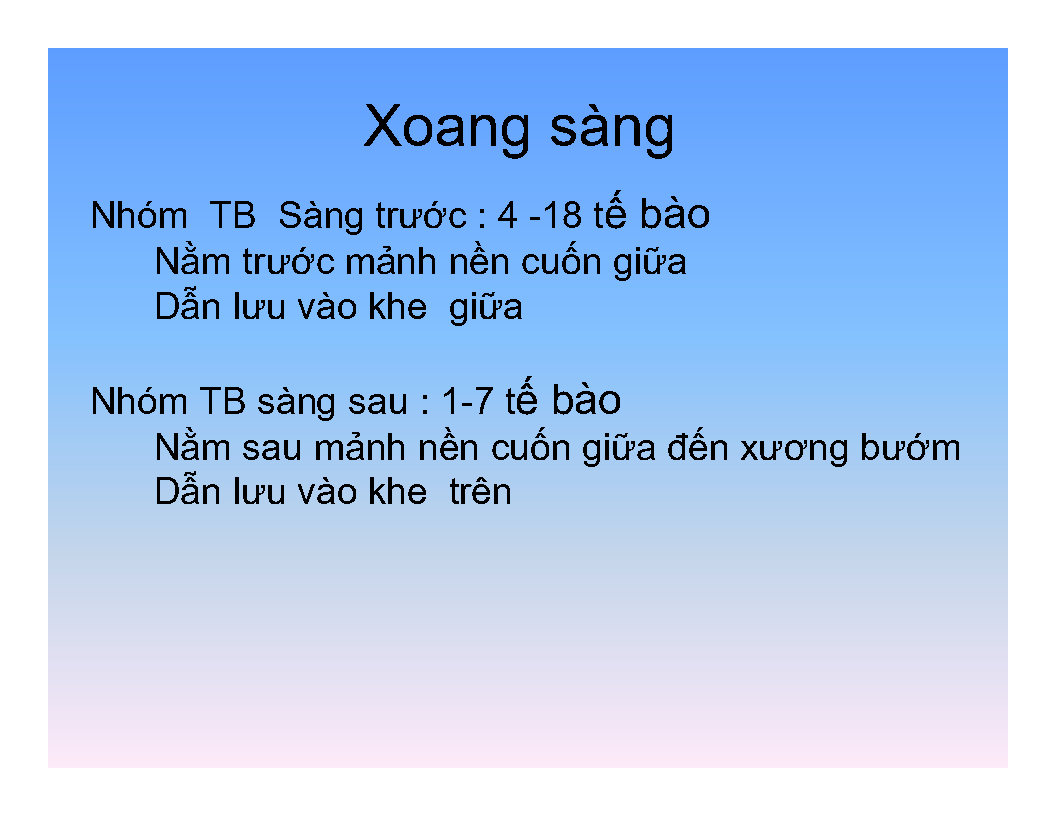 Xoang sàng
Nhóm TB Sàng trước : 4 -18 tế bào
Nằm trước mảnh nền cuốn giữa
Dẫn lưu vào khe giữa
Nhóm TB sàng sau : 1-7 tế bào
Nằm sau mảnh nền cuốn giữa đến xương bướm
Dẫn lưu vào khe trên